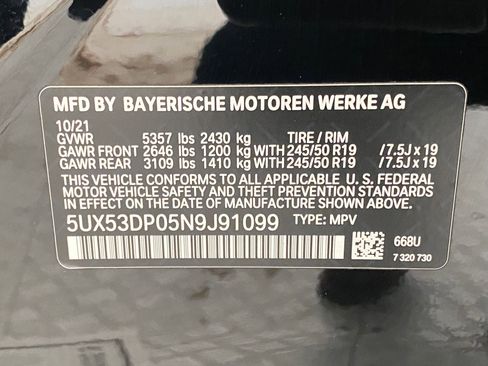 MFD BY BAYERISCHE MOTOREN WERKE AG
10/21
GVWR 5357 lbs 2430 kg TIRE / RIM
GAWR FRONT 2646 lbs 1200 kg WITH 245/50 R19 /7.5J x 19
GAWR REAR 3109 lbs 1410 kg WITH 245/50 R19 /7.5J x 19
THIS VEHICLE CONFORMS TO ALL APPLICABLE U. S. FEDERAL
MOTOR VEHICLE SAFETY AND THEFT PREVENTION STANDARDS
IN EFFECT ON THE DATE OF MANUFACTURE SHOWN ABOVE.
5UX53DP05N9J91099 TYPE: MPV
668U
7 320 730